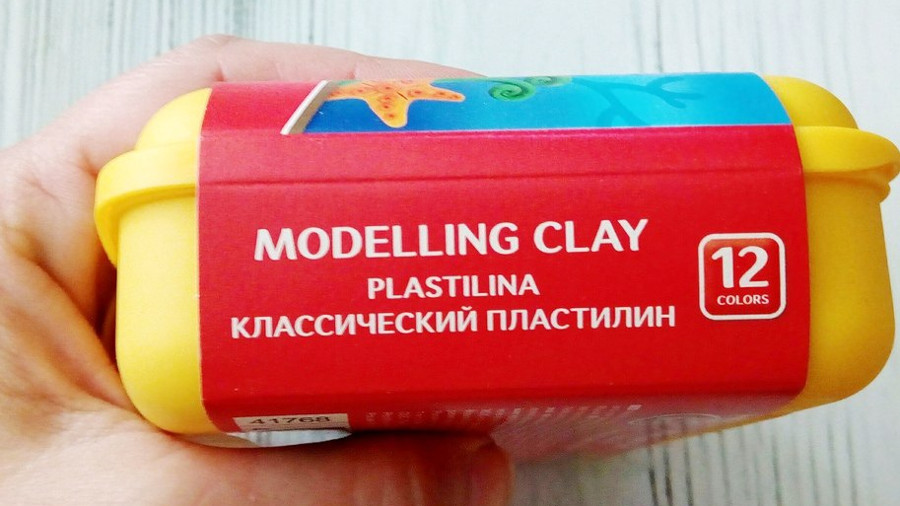 MODELLING CLAY
PLASTILINA
КЛАССИЧЕСКИЙ ПЛАСТИЛИН
12
COLORS
41768